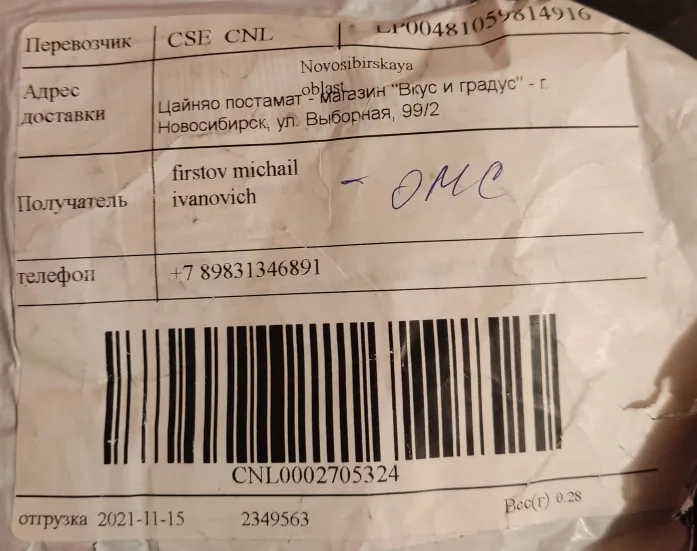 Перевозчик CSE CNL LP00481059614916
Адрес доставки
Novosibirskaya
oblast
Цайняо постамат - магазин "Вкус и градус" - г.
Новосибирск, ул. Выборная, 99/2
Получатель
firstov michail
ivanovich
- ОМС
телефон +7 89831346891
CNL0002705324
отгрузка 2021-11-15 2349563 Вес(г) 0.28